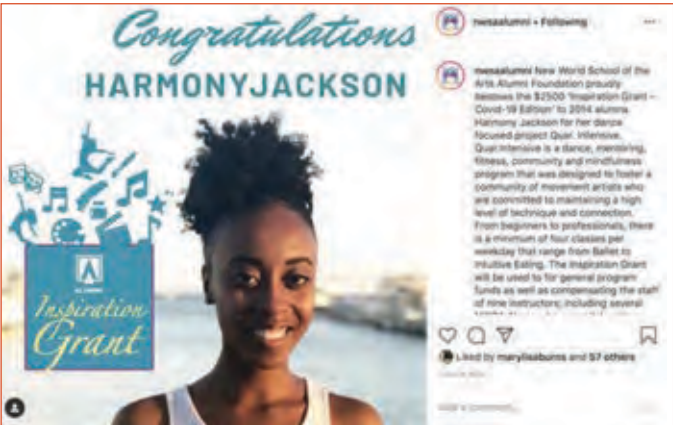 Congratulations
HARMONYJACKSON
Inspiration
Grant
nwsaalumni • Following
nwsaalumni New World School of the
Arts Alumni Foundation proudly
bestows the $2500 'Inspiration Grant –
Covid-19 Edition' to 2014 alumna
Harmony Jackson for her dance
focused project Quar. Intensive.
Quar.Intensive is a dance, mentoring,
fitness, community and mindfulness
program that was designed to foster a
community of movement artists who
are committed to maintaining a high
level of technique and connection.
From beginners to professionals, there
is a minimum of four classes per
weekday that range from Ballet to
Intuitive Eating. The Inspiration Grant
will be used to for general program
funds as well as compensating the staff
of nine instructors; including several
Liked by marylisaburns and 57 others
Add a comment...